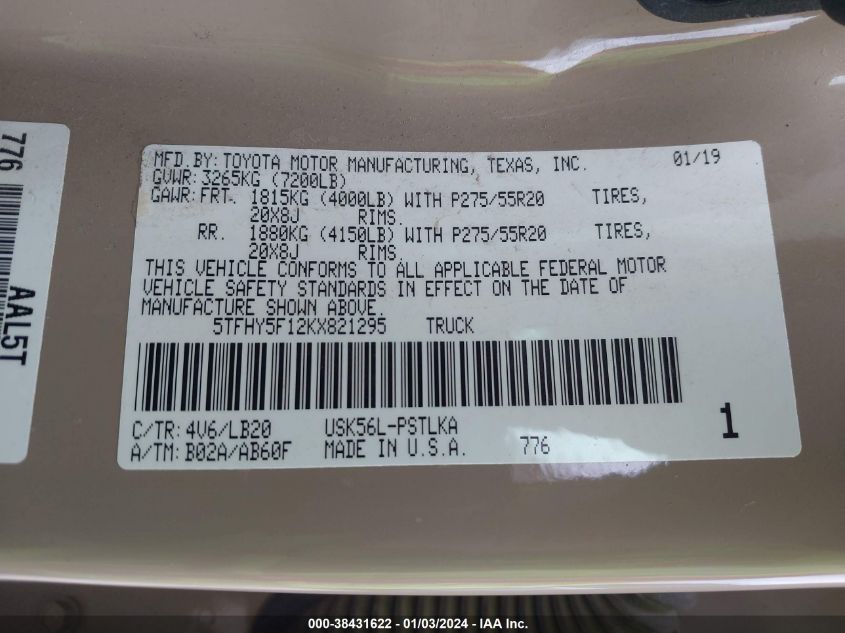 MFD.BY: TOYOTA MOTOR MANUFACTURING, TEXAS, INC. 01/19
GVWR: 3265KG (7200LB)
GAWR: FRT. 1815KG (4000LB) WITH P275/55R20 TIRES,
20X8J RIMS.
RR. 1880KG (4150LB) WITH P275/55R20 TIRES,
20X8J RIMS.
THIS VEHICLE CONFORMS TO ALL APPLICABLE FEDERAL MOTOR
VEHICLE SAFETY STANDARDS IN EFFECT ON THE DATE OF
MANUFACTURE SHOWN ABOVE.
5TFHY5F12KX821295 TRUCK
C/TR: 4V6/LB20 USK56L-PSTLKA
A/TM: B02A/AB60F MADE IN U.S.A. 776 1
776 AAL5T
000-38431622 - 01/03/2024 - IAA Inc.